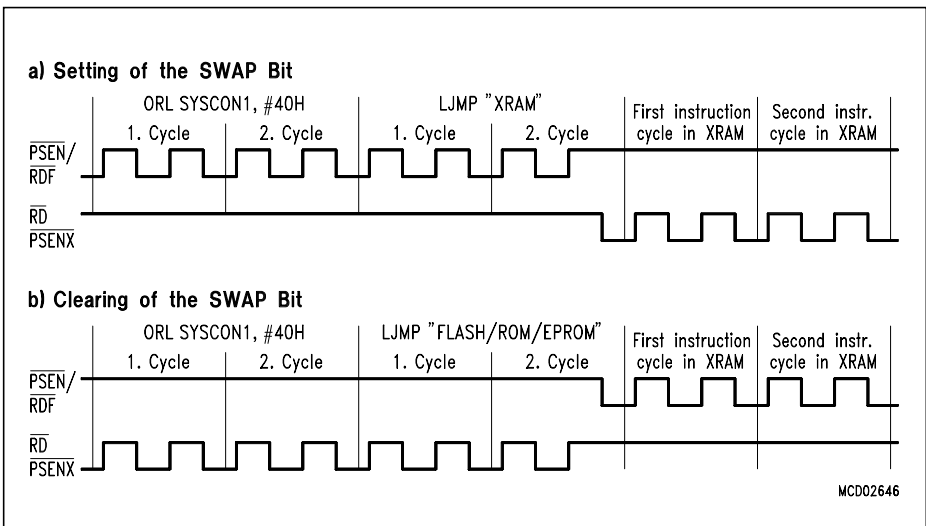 a) Setting of the SWAP Bit
ORL SYSCON1, #40H
LJMP "XRAM"
First instruction
cycle in XRAM
Second instr.
cycle in XRAM
1. Cycle
2. Cycle
1. Cycle
2. Cycle
PSEN/
RDF
RD
PSENX
b) Clearing of the SWAP Bit
ORL SYSCON1, #40H
LJMP "FLASH/ROM/EPROM"
First instruction
cycle in XRAM
Second instr.
cycle in XRAM
1. Cycle
2. Cycle
1. Cycle
2. Cycle
PSEN/
RDF
RD
PSENX
MCD02646